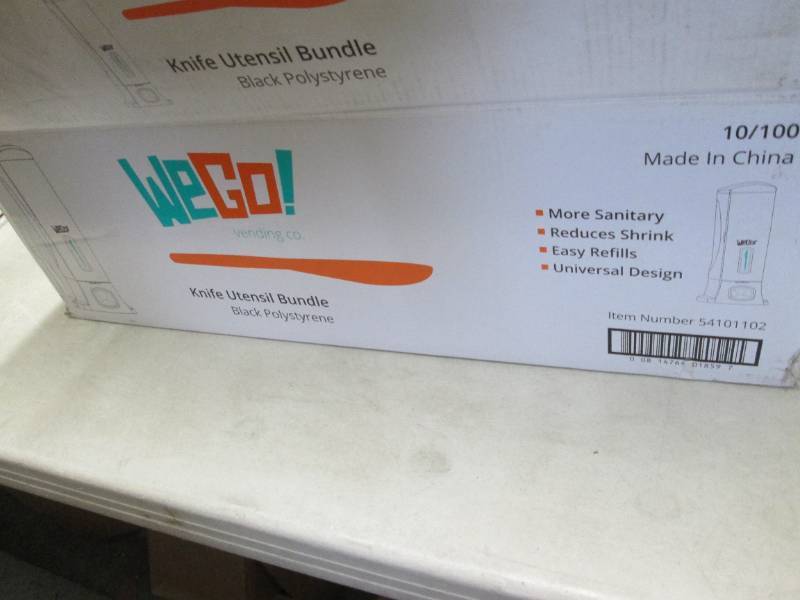 Knife Utensil Bundle
Black Polystyrene
10/100
Made In China
WeGo!
vending co.
More Sanitary
Reduces Shrink
Easy Refills
Universal Design
Knife Utensil Bundle
Black Polystyrene
Item Number 54101102